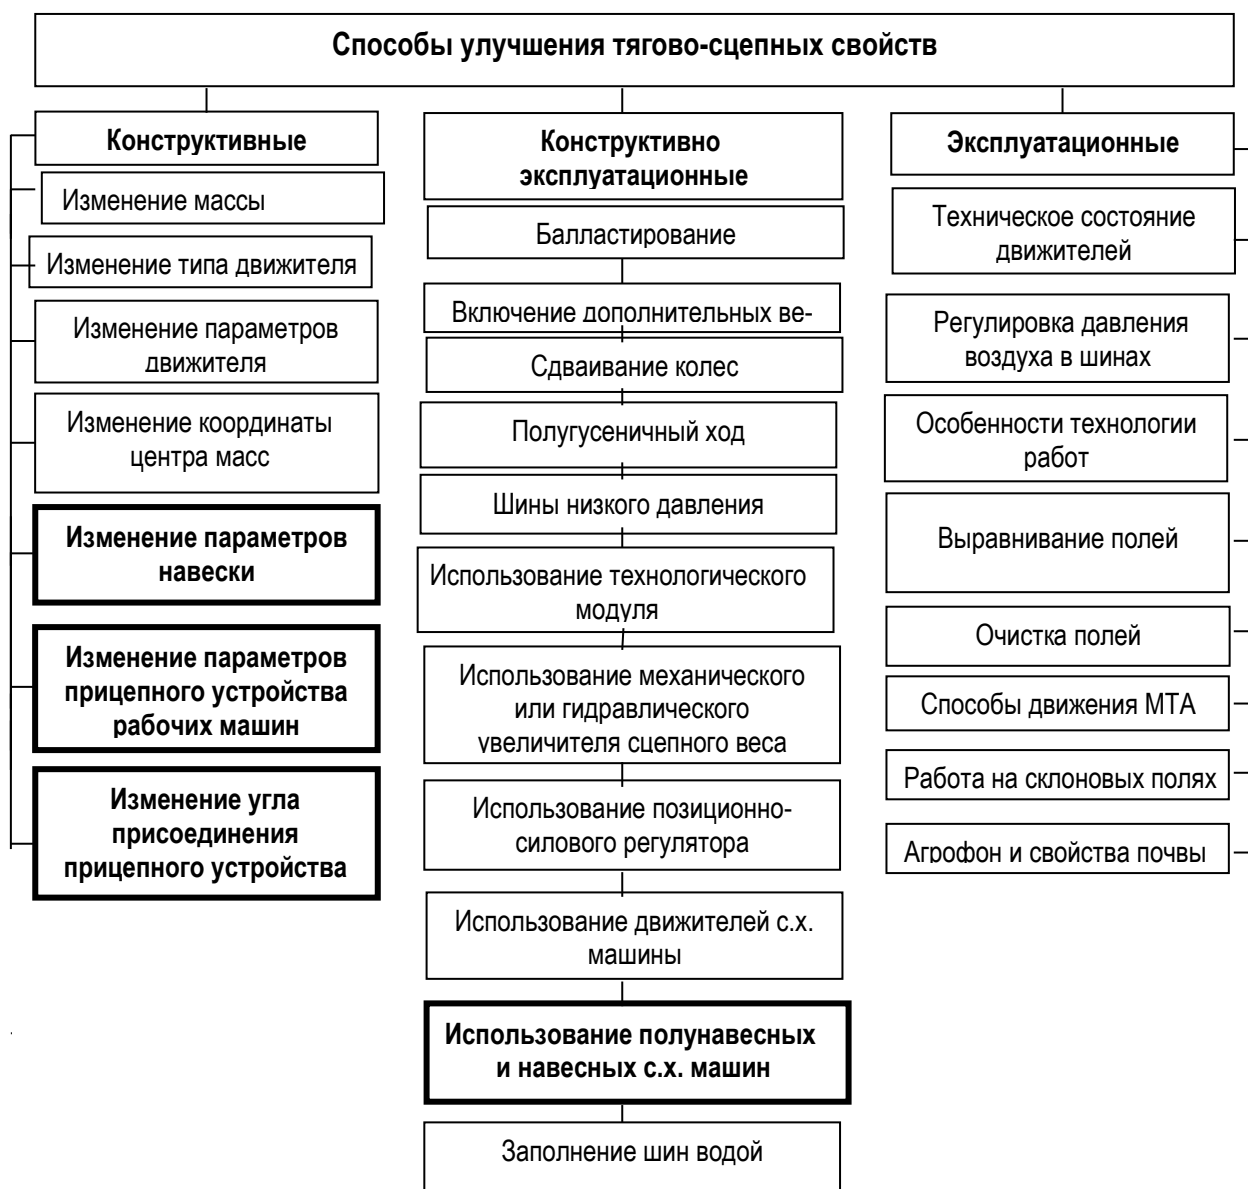 Способы улучшения тягово-сцепных свойств
Конструктивные
Изменение массы
Изменение типа движителя
Изменение параметров
движителя
Изменение координаты
центра масс
Изменение параметров
навески
Изменение параметров
прицепного устройства
рабочих машин
Изменение угла
присоединения
прицепного устройства
Конструктивно
эксплуатационные
Балластирование
Включение дополнительных ве-
Сдваивание колес
Полугусеничный ход
Шины низкого давления
Использование технологического
модуля
Использование механического
или гидравлического
увеличителя сцепного веса
Использование позиционно-
силового регулятора
Использование движителей с.х.
машины
Использование полунавесных
и навесных с.х. машин
Заполнение шин водой
Эксплуатационные
Техническое состояние
движителей
Регулировка давления
воздуха в шинах
Особенности технологии
работ
Выравнивание полей
Очистка полей
Способы движения МТА
Работа на склоновых полях
Агрофон и свойства почвы